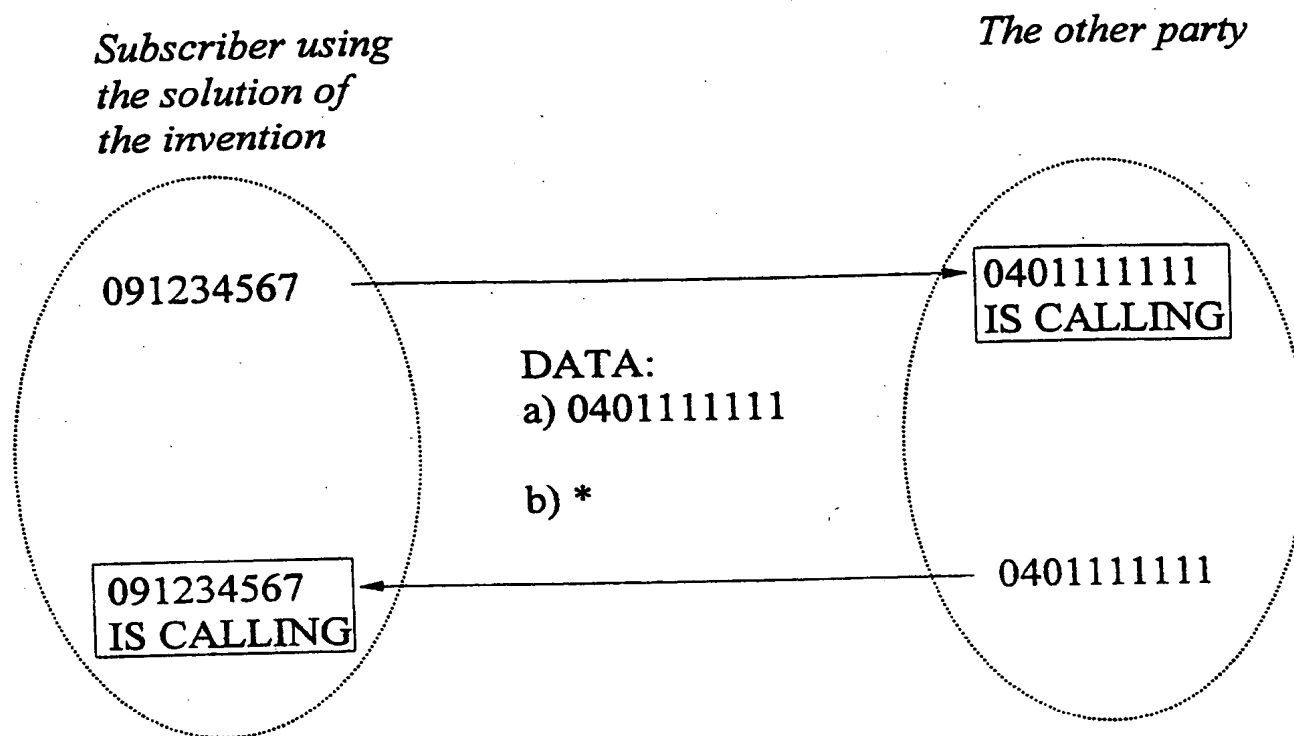 Subscriber using
the solution of
the invention
The other party
091234567
0401111111
IS CALLING
DATA:
a) 0401111111
b) *
091234567
IS CALLING
0401111111